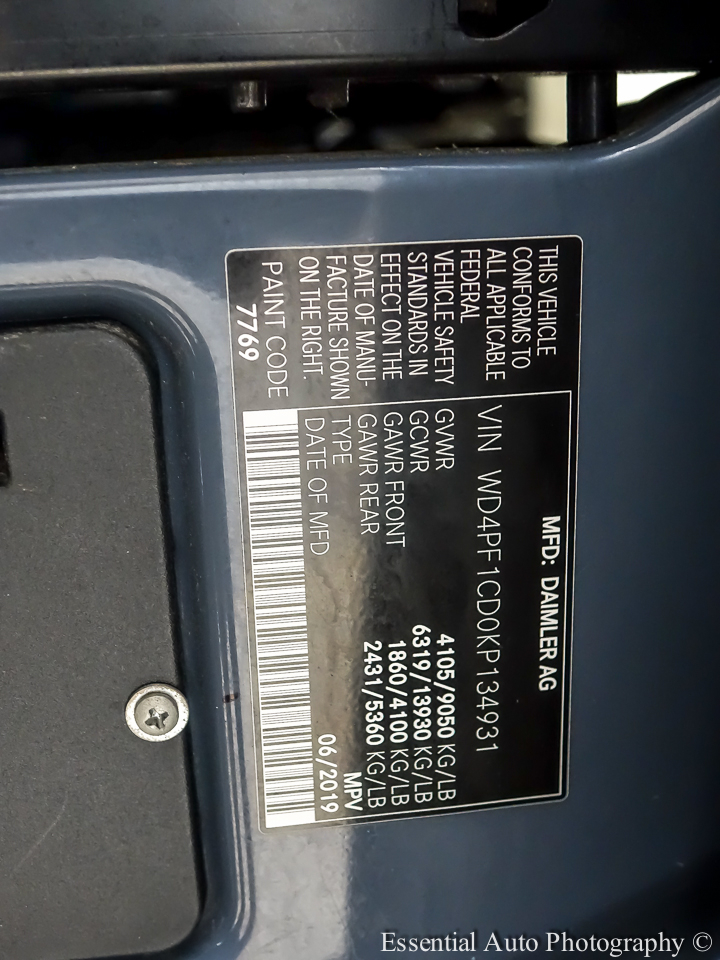 THIS VEHICLE
CONFORMS TO
ALL APPLICABLE
FEDERAL
VEHICLE SAFETY
STANDARDS IN
EFFECT ON THE
DATE OF MANU-
FACTURE SHOWN
ON THE RIGHT.
PAINT CODE
7769
MFD: DAIMLER AG
VIN WD4PF1CD0KP134931
GVWR 4105/9050 KG/LB
GCWR 6319/13930 KG/LB
GAWR FRONT 1860/4100 KG/LB
GAWR REAR 2431/5360 KG/LB
TYPE MPV
DATE OF MFD 06/2019
Essential Auto Photography ©